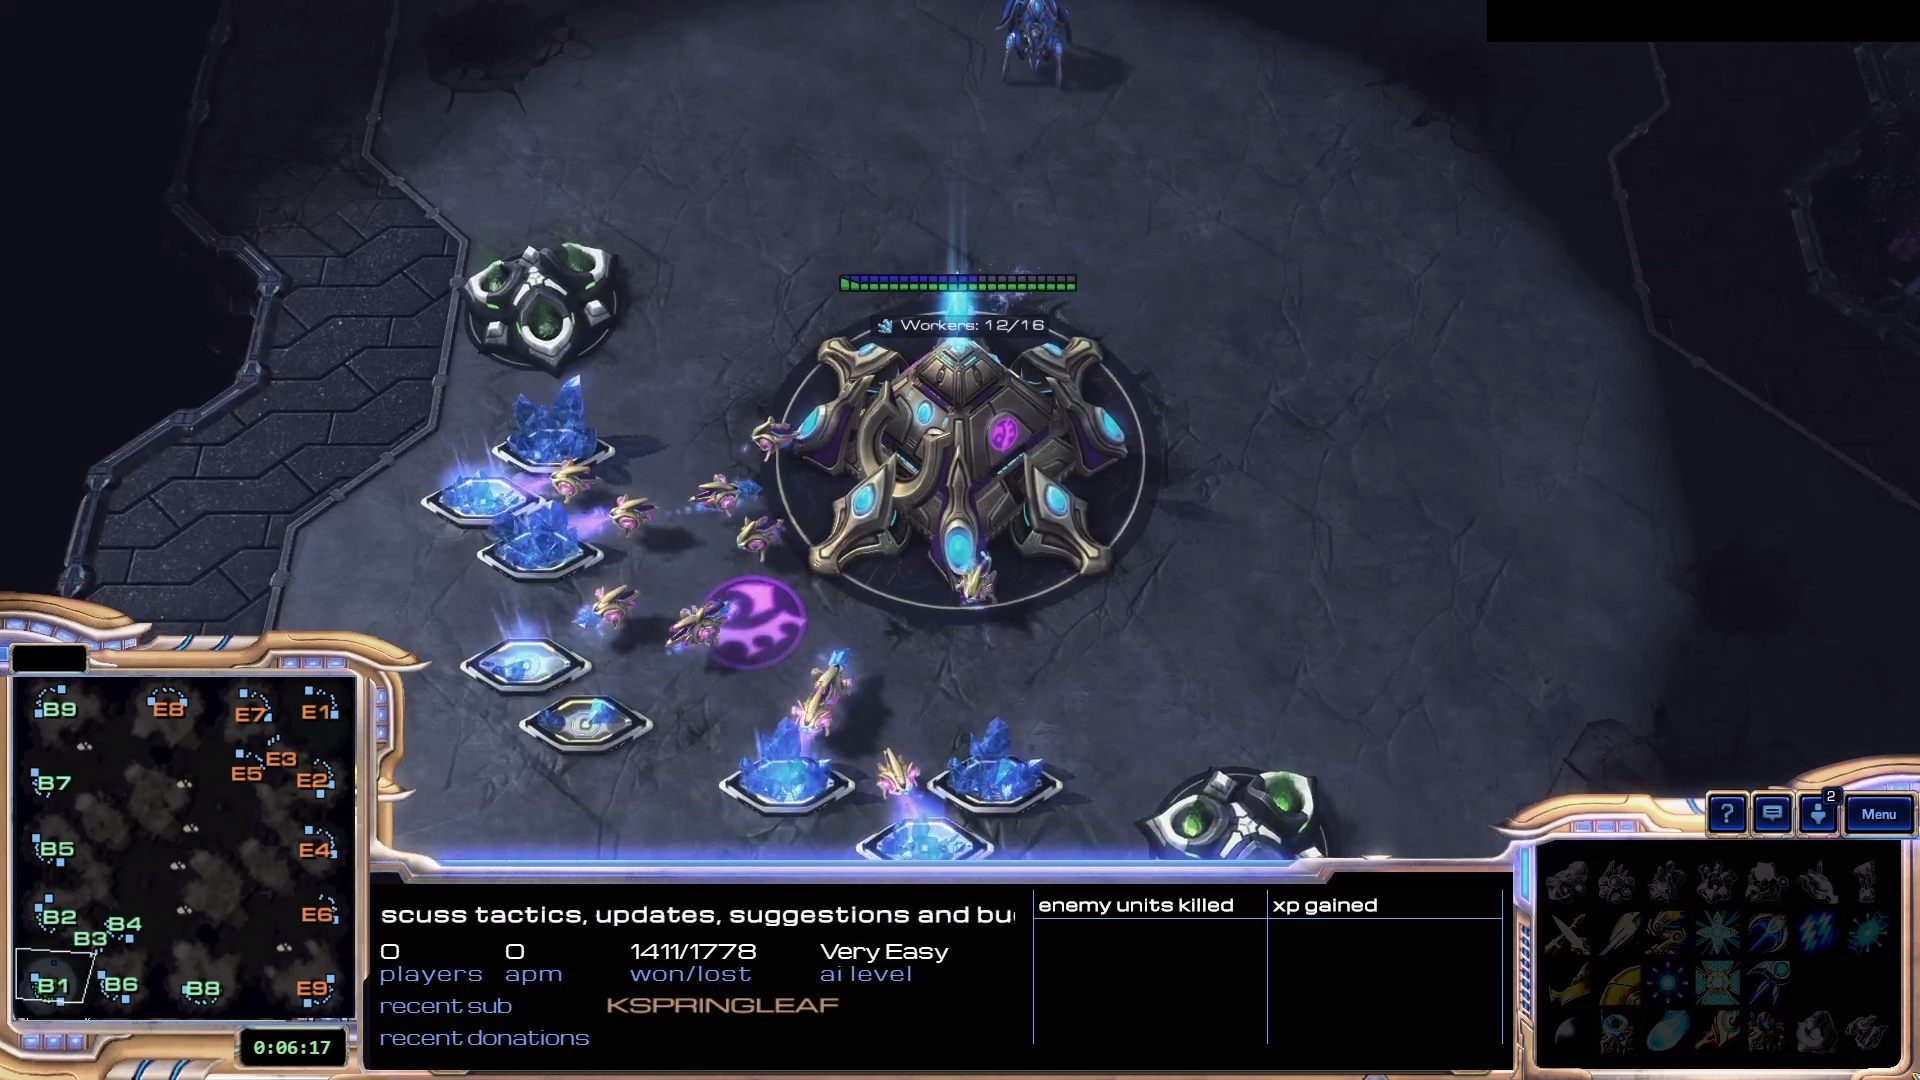 Workers: 12/16
B9
E8
E7
E1
E3
E5
E2
B7
B5
E4
B2
B4
B3
E6
B1
B6
B8
E9
0:06:17
scuss tactics, updates, suggestions and bu
0
0
1411/1778
Very Easy
players
apm
won/lost
ai level
recent sub
KSPRINGLEAF
recent donations
enemy units killed
xp gained
?
2
Menu